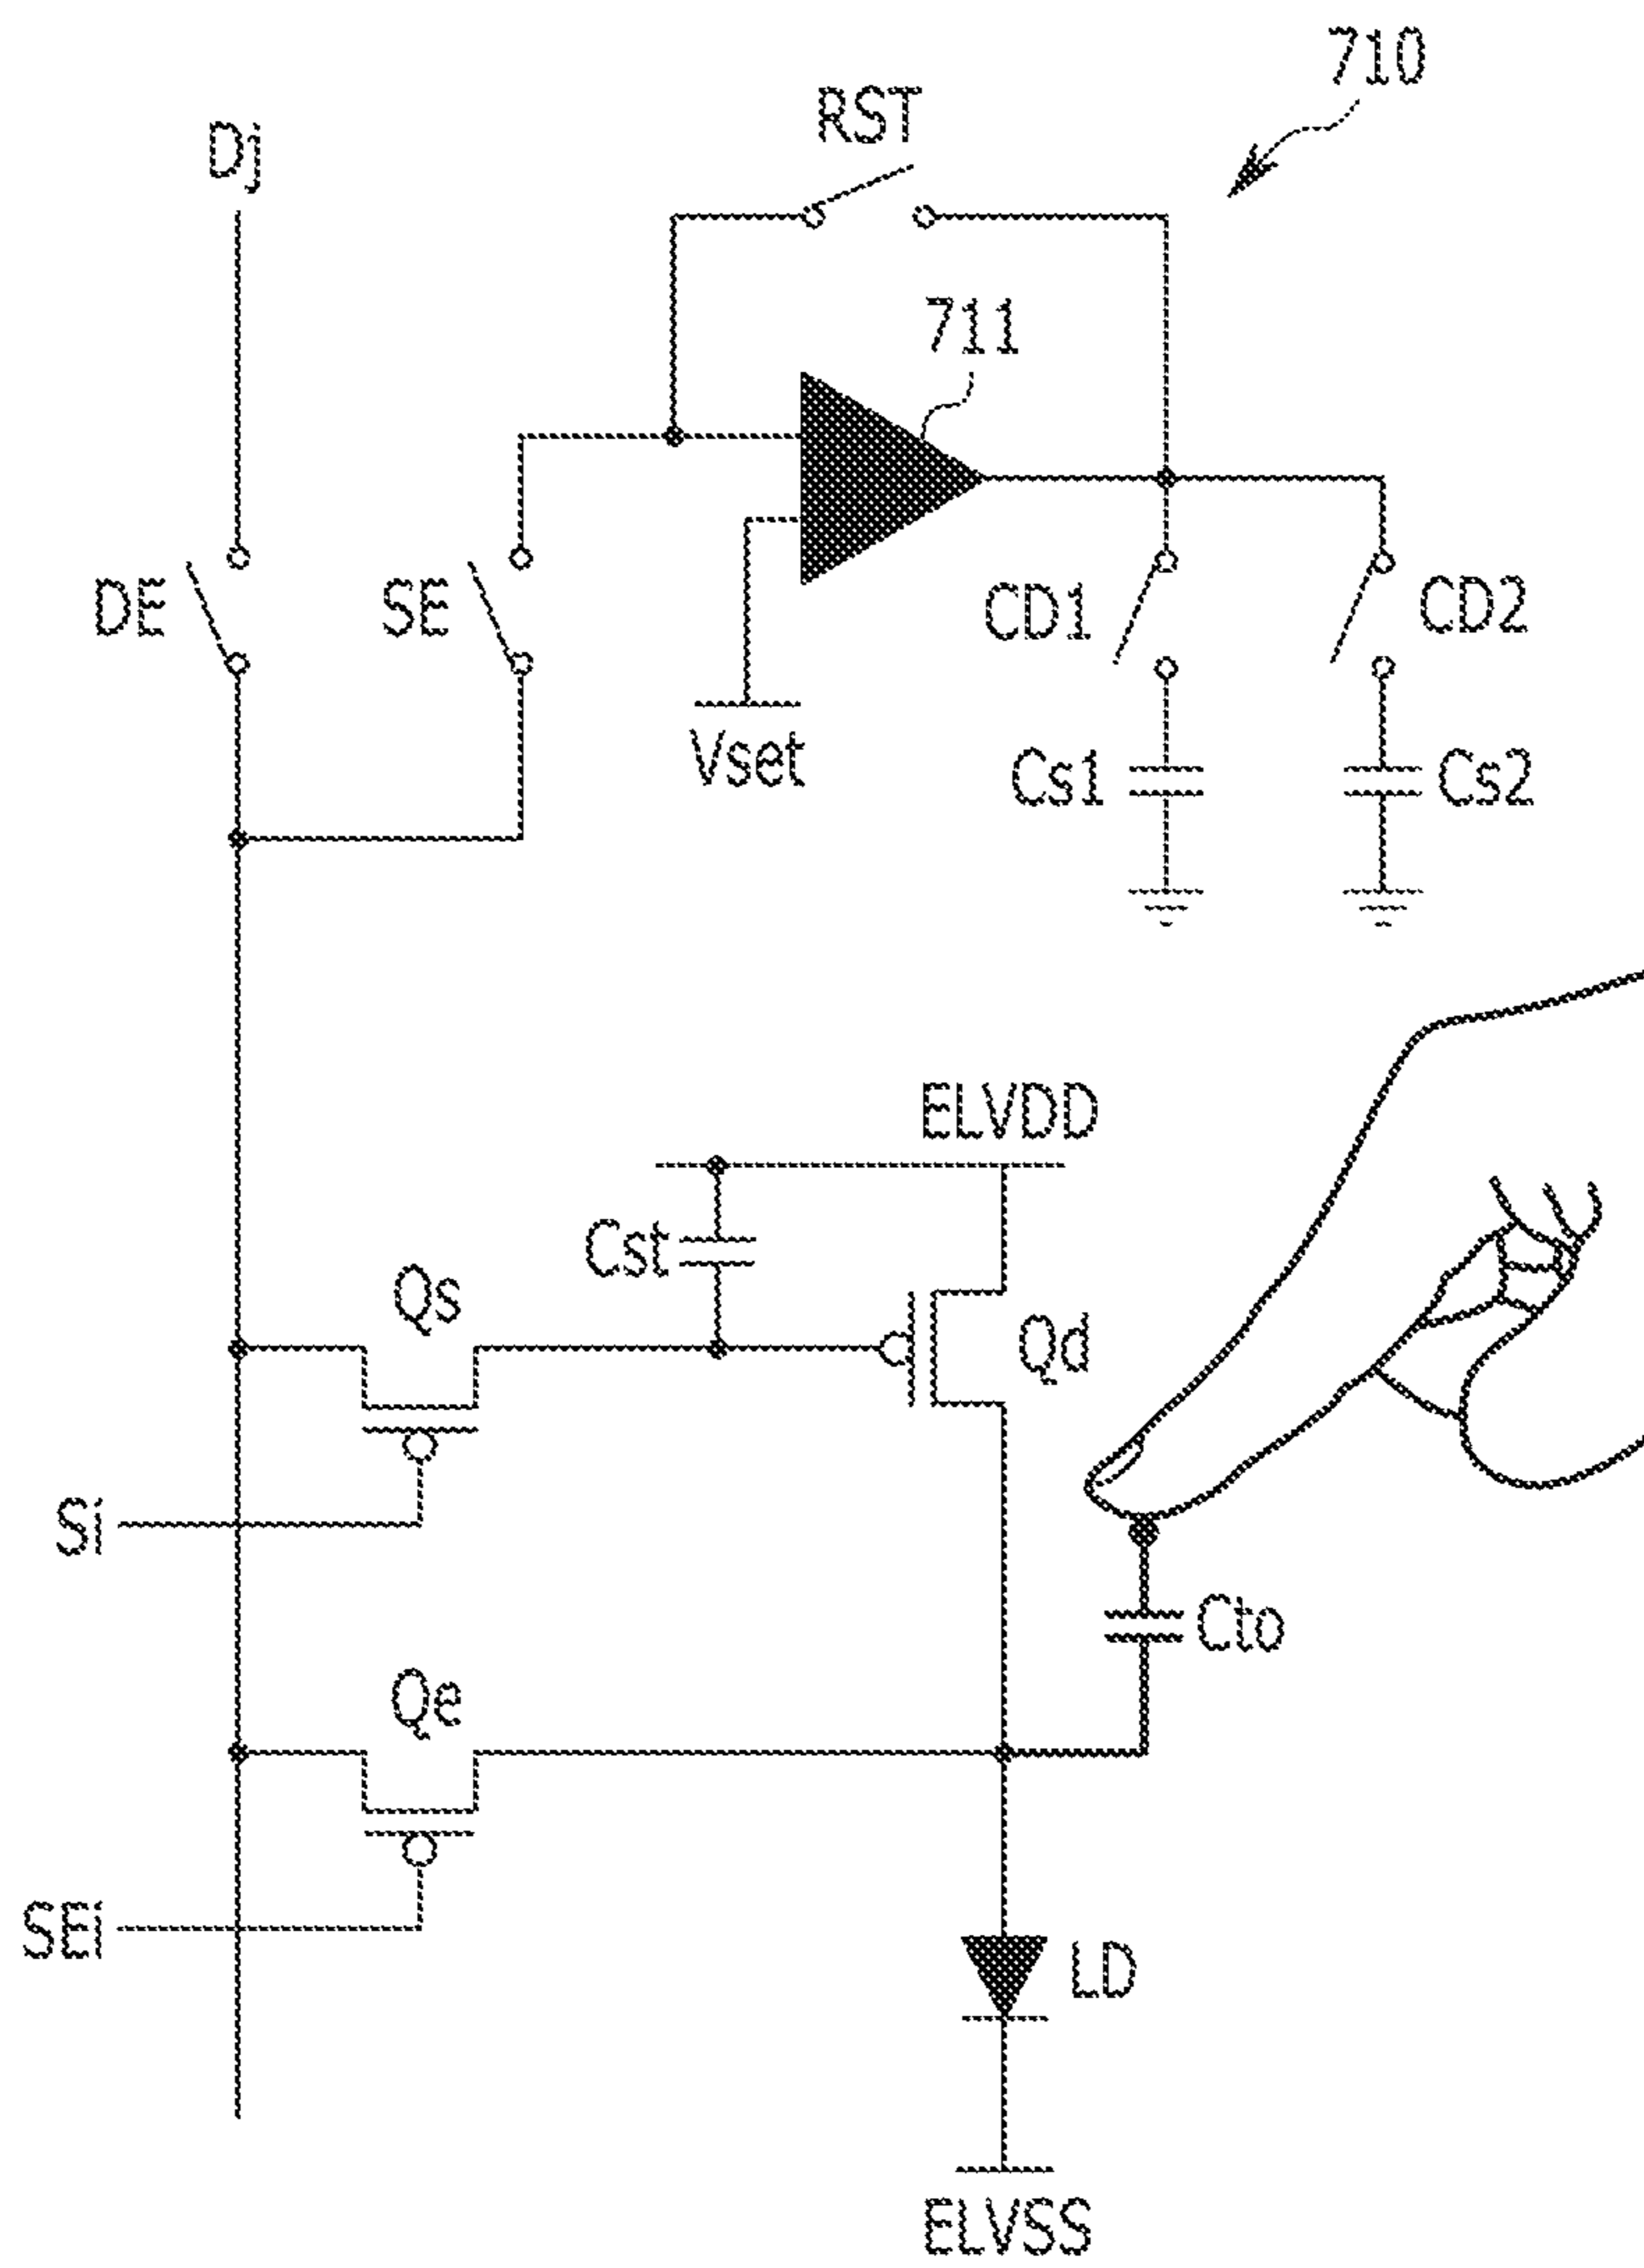 710
RST
Dj
711
DE
SE
CD1
CD2
Vset
Cs1
Cs2
ELVDD
Cst
Qs
Qd
Si
Cto
Qe
SEi
LD
ELVSS